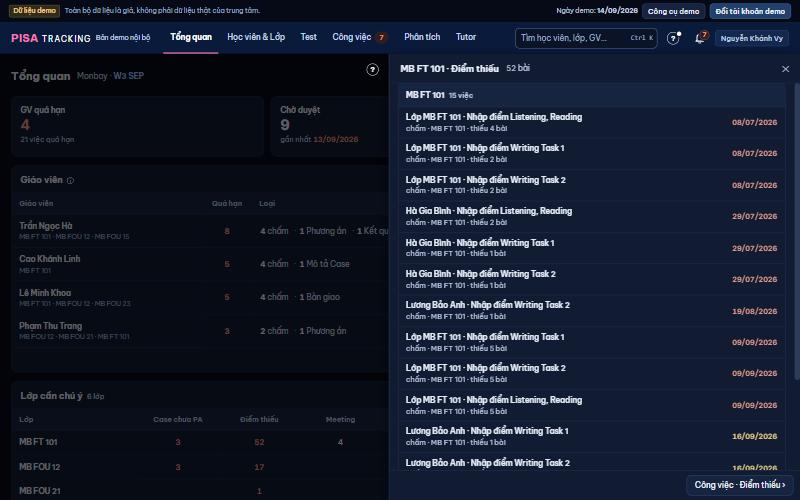 Dữ liệu demo Toàn bộ dữ liệu là giả, không phải dữ liệu thật của trung tâm. Ngày demo: 14/09/2026 Công cụ demo Đổi tài khoản demo
PISA TRACKING Bản demo nội bộ Tổng quan Học viên & Lớp Test Công việc 7 Phân tích Tutor Tìm học viên, lớp, GV... Ctrl K ? 7 Nguyễn Khánh Vy
Tổng quan Monbay · W3 SEP ?
GV quá hạn
4
21 việc quá hạn
Chờ duyệt
9
gần nhất 13/09/2026
Giáo viên
Giáo viên Quá hạn Loại
Trần Ngọc Hà
MB FT 101 · MB FOU 12 · MB FOU 15
8 4 chấm · 1 Phương án · 1 Kết qu
Cao Khánh Linh
MB FT 101
5 4 chấm · 1 Mô tả Case
Lê Minh Khoa
MB FT 101 · MB FOU 12 · MB FOU 23
5 4 chấm · 1 Bàn giao
Phạm Thu Trang
MB FOU 12 · MB FOU 21 · MB FT 101
3 2 chấm · 1 Phương án
Lớp cần chú ý 6 lớp
Lớp Case chưa PA Điểm thiếu Meeting
MB FT 101 3 52 4
MB FOU 12 3 17
MB FOU 21 1
MB FT 101 · Điểm thiếu 52 bài
MB FT 101 15 việc
Lớp MB FT 101 · Nhập điểm Listening, Reading
chấm · MB FT 101 · thiếu 4 bài
08/07/2026
Lớp MB FT 101 · Nhập điểm Writing Task 1
chấm · MB FT 101 · thiếu 2 bài
08/07/2026
Lớp MB FT 101 · Nhập điểm Writing Task 2
chấm · MB FT 101 · thiếu 2 bài
08/07/2026
Hà Gia Bình · Nhập điểm Listening, Reading
chấm · MB FT 101 · thiếu 2 bài
29/07/2026
Hà Gia Bình · Nhập điểm Writing Task 1
chấm · MB FT 101 · thiếu 1 bài
29/07/2026
Hà Gia Bình · Nhập điểm Writing Task 2
chấm · MB FT 101 · thiếu 1 bài
29/07/2026
Lương Bảo Anh · Nhập điểm Writing Task 2
chấm · MB FT 101 · thiếu 1 bài
19/08/2026
Lớp MB FT 101 · Nhập điểm Writing Task 1
chấm · MB FT 101 · thiếu 5 bài
09/09/2026
Lớp MB FT 101 · Nhập điểm Writing Task 2
chấm · MB FT 101 · thiếu 5 bài
09/09/2026
Lớp MB FT 101 · Nhập điểm Listening, Reading
chấm · MB FT 101 · thiếu 6 bài
09/09/2026
Lương Bảo Anh · Nhập điểm Writing Task 1
chấm · MB FT 101 · thiếu 1 bài
16/09/2026
Lương Bảo Anh · Nhập điểm Writing Task 2
16/09/2026
Công việc · Điểm thiếu ›